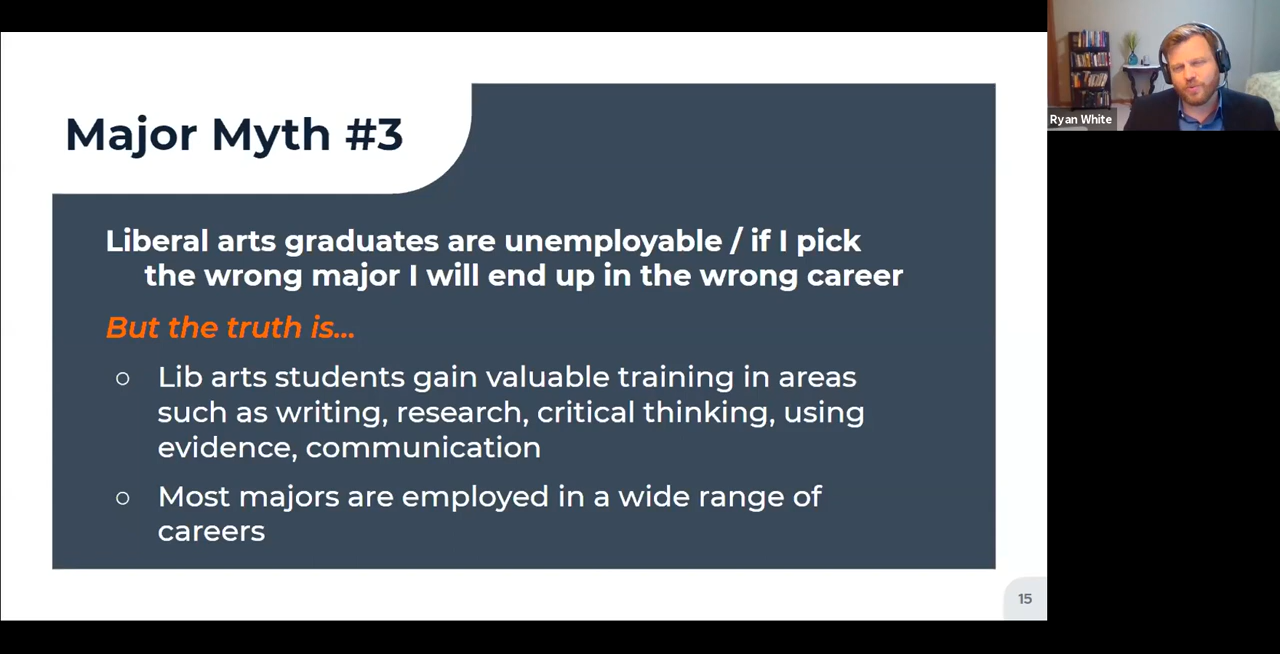 Major Myth #3
Liberal arts graduates are unemployable / if I pick
the wrong major I will end up in the wrong career
But the truth is...
○ Lib arts students gain valuable training in areas
such as writing, research, critical thinking, using
evidence, communication
○ Most majors are employed in a wide range of
careers
15
Ryan White